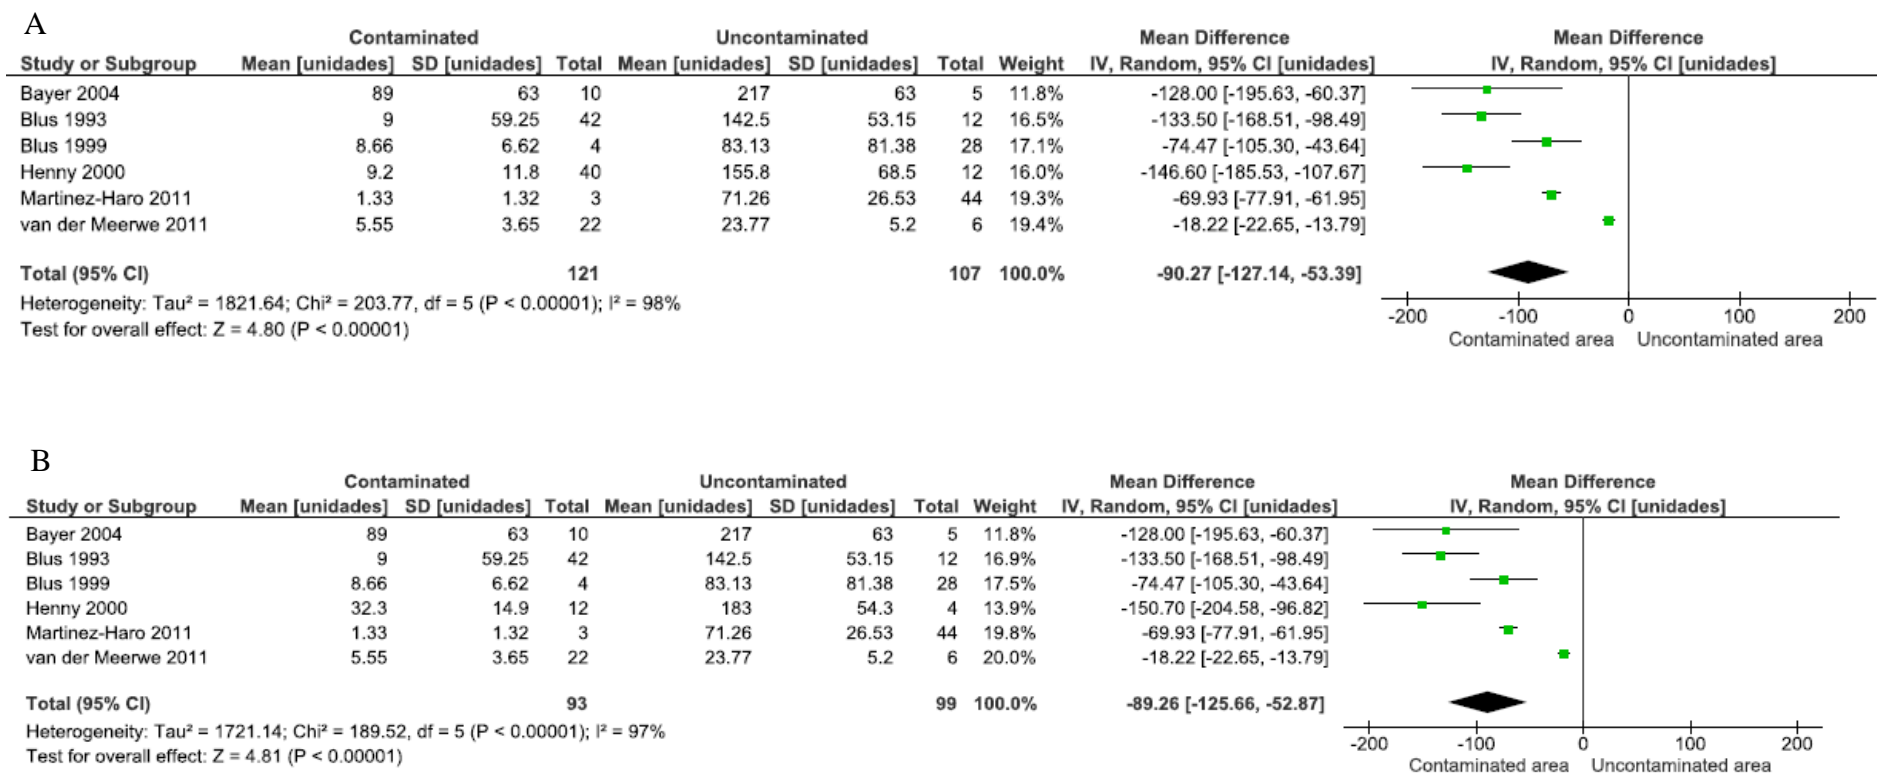 A
Contaminated Uncontaminated Mean Difference Mean Difference
Study or Subgroup Mean [unidades] SD [unidades] Total Mean [unidades] SD [unidades] Total Weight IV, Random, 95% CI [unidades] IV, Random, 95% CI [unidades]
Bayer 2004 89 63 10 217 63 5 11.8% -128.00 [-195.63, -60.37]
Blus 1993 9 59.25 42 142.5 53.15 12 16.5% -133.50 [-168.51, -98.49]
Blus 1999 8.66 6.62 4 83.13 81.38 28 17.1% -74.47 [-105.30, -43.64]
Henny 2000 9.2 11.8 40 155.8 68.5 12 16.0% -146.60 [-185.53, -107.67]
Martinez-Haro 2011 1.33 1.32 3 71.26 26.53 44 19.3% -69.93 [-77.91, -61.95]
van der Meerwe 2011 5.55 3.65 22 23.77 5.2 6 19.4% -18.22 [-22.65, -13.79]
Total (95% CI) 121 107 100.0% -90.27 [-127.14, -53.39]
Heterogeneity: Tau² = 1821.64; Chi² = 203.77, df = 5 (P < 0.00001); I² = 98%
Test for overall effect: Z = 4.80 (P < 0.00001)
-200 -100 0 100 200
Contaminated area Uncontaminated area
B
Contaminated Uncontaminated Mean Difference Mean Difference
Study or Subgroup Mean [unidades] SD [unidades] Total Mean [unidades] SD [unidades] Total Weight IV, Random, 95% CI [unidades] IV, Random, 95% CI [unidades]
Bayer 2004 89 63 10 217 63 5 11.8% -128.00 [-195.63, -60.37]
Blus 1993 9 59.25 42 142.5 53.15 12 16.9% -133.50 [-168.51, -98.49]
Blus 1999 8.66 6.62 4 83.13 81.38 28 17.5% -74.47 [-105.30, -43.64]
Henny 2000 32.3 14.9 12 183 54.3 4 13.9% -150.70 [-204.58, -96.82]
Martinez-Haro 2011 1.33 1.32 3 71.26 26.53 44 19.8% -69.93 [-77.91, -61.95]
van der Meerwe 2011 5.55 3.65 22 23.77 5.2 6 20.0% -18.22 [-22.65, -13.79]
Total (95% CI) 93 99 100.0% -89.26 [-125.66, -52.87]
Heterogeneity: Tau² = 1721.14; Chi² = 189.52, df = 5 (P < 0.00001); I² = 97%
Test for overall effect: Z = 4.81 (P < 0.00001)
-200 -100 0 100 200
Contaminated area Uncontaminated area